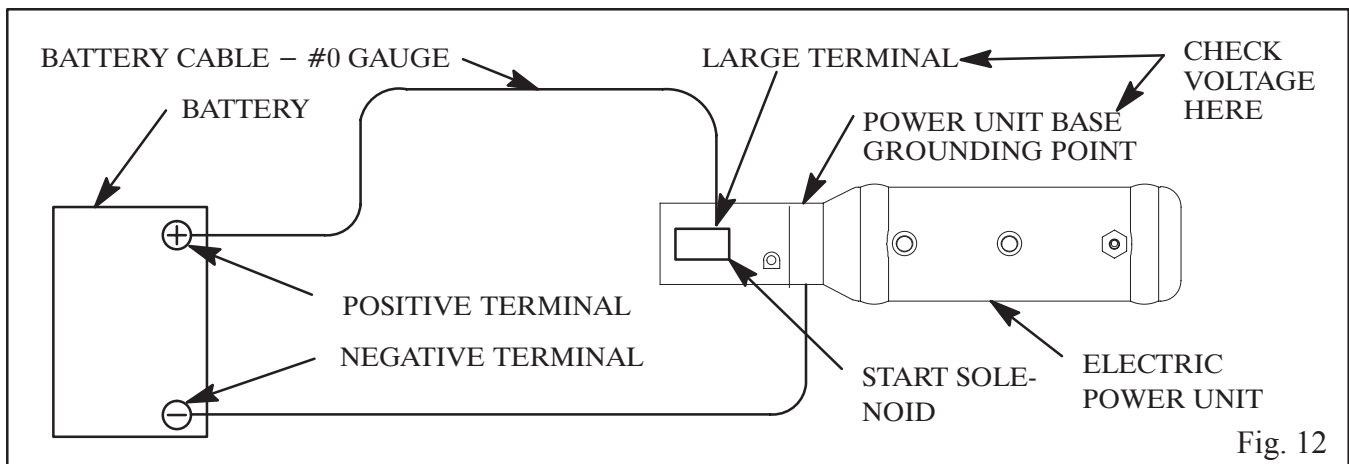 BATTERY CABLE – #0 GAUGE
LARGE TERMINAL
CHECK
VOLTAGE
HERE
BATTERY
POWER UNIT BASE
GROUNDING POINT
+
POSITIVE TERMINAL
NEGATIVE TERMINAL
−
START SOLE-
NOID
ELECTRIC
POWER UNIT
Fig. 12